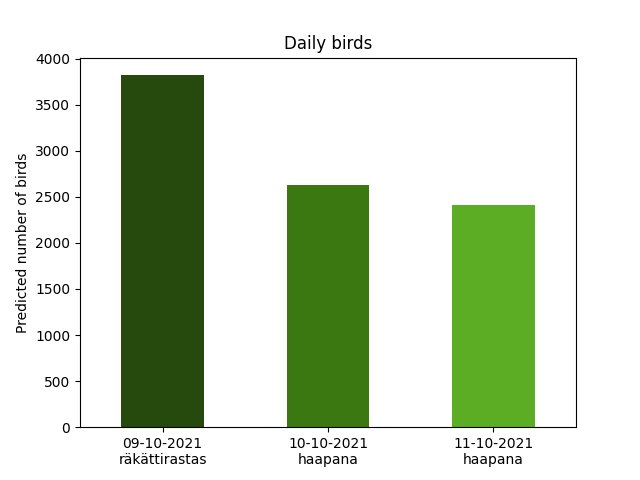 Daily birds
Predicted number of birds
4000
3500
3000
2500
2000
1500
1000
500
0
09-10-2021
räkättirastas
10-10-2021
haapana
11-10-2021
haapana